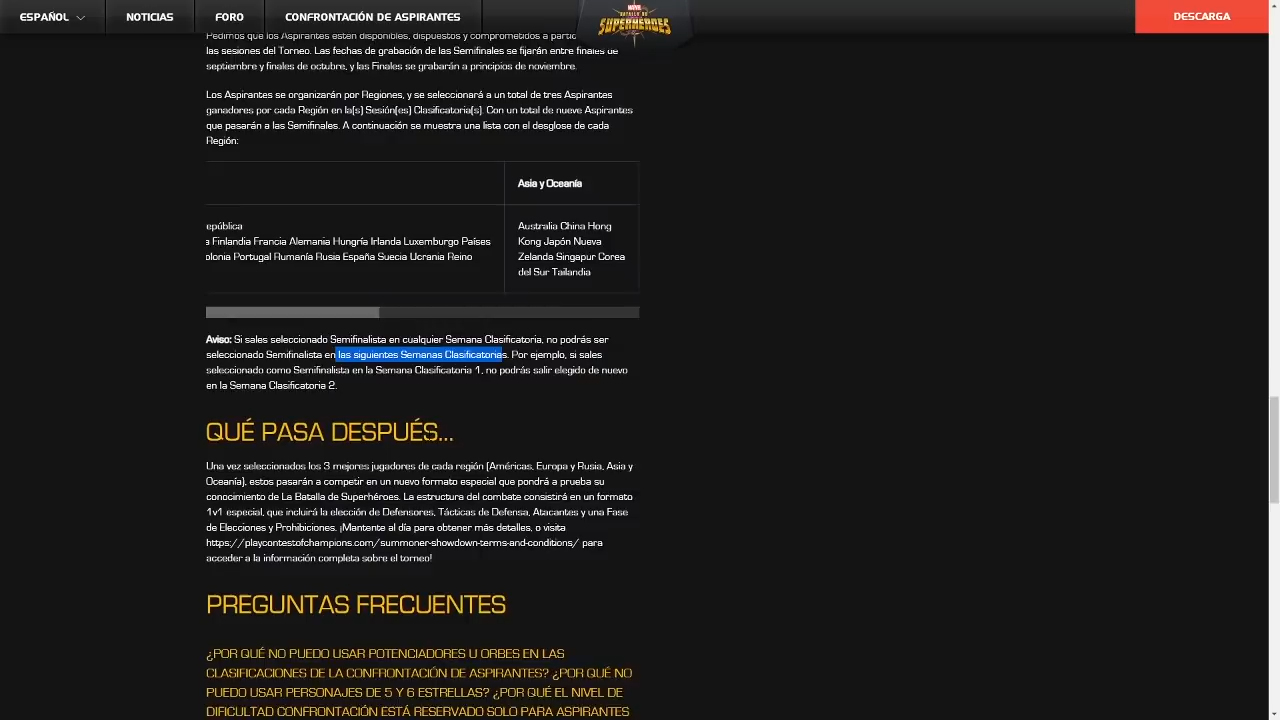 ESPAÑOL
NOTICIAS
FORO
CONFRONTACIÓN DE ASPIRANTES
MARVEL
BATALLA DE
SUPERHÉROES
DESCARGA
Pedimos que los Aspirantes estén disponibles, dispuestos y comprometidos a
las sesiones del Torneo. Las fechas de grabación de las Semifinales se fijarán entre finales de
septiembre y finales de octubre, y las Finales se grabarán a principios de noviembre.
Los Aspirantes se organizarán por Regiones, y se seleccionará a un total de tres Aspirantes
ganadores por cada Región en la(s) Sesión(es) Clasificatoria(s). Con un total de nueve Aspirantes
que pasarán a las Semifinales. A continuación se muestra una lista con el desglose de cada
Región:
Asia y Oceanía
epública
a Finlandia Francia Alemania Hungría Irlanda Luxemburgo Países
olonia Portugal Rumanía Rusia España Suecia Ucrania Reino
Australia China Hong
Kong Japón Nueva
Zelanda Singapur Corea
del Sur Tailandia
Aviso: Si sales seleccionado Semifinalista en cualquier Semana Clasificatoria, no podrás ser
seleccionado Semifinalista en las siguientes Semanas Clasificatorias. Por ejemplo, si sales
seleccionado como Semifinalista en la Semana Clasificatoria 1, no podrás salir elegido de nuevo
en la Semana Clasificatoria 2.
QUÉ PASA DESPUÉS...
Una vez seleccionados los 3 mejores jugadores de cada región (Américas, Europa y Rusia, Asia y
Oceanía), estos pasarán a competir en un nuevo formato especial que pondrá a prueba su
conocimiento de La Batalla de Superhéroes. La estructura del combate consistirá en un formato
1v1 especial, que incluirá la elección de Defensores, Tácticas de Defensa, Atacantes y una Fase
de Elecciones y Prohibiciones. ¡Mantente al día para obtener más detalles, o visita
https://playcontestofchampions.com/summoner-showdown-terms-and-conditions/ para
acceder a la información completa sobre el torneo!
PREGUNTAS FRECUENTES
¿POR QUÉ NO PUEDO USAR POTENCIADORES U ORBES EN LAS
CLASIFICACIONES DE LA CONFRONTACIÓN DE ASPIRANTES? ¿POR QUÉ NO
PUEDO USAR PERSONAJES DE 5 Y 6 ESTRELLAS? ¿POR QUÉ EL NIVEL DE
DIFICULTAD CONFRONTACIÓN ESTÁ RESERVADO SOLO PARA ASPIRANTES